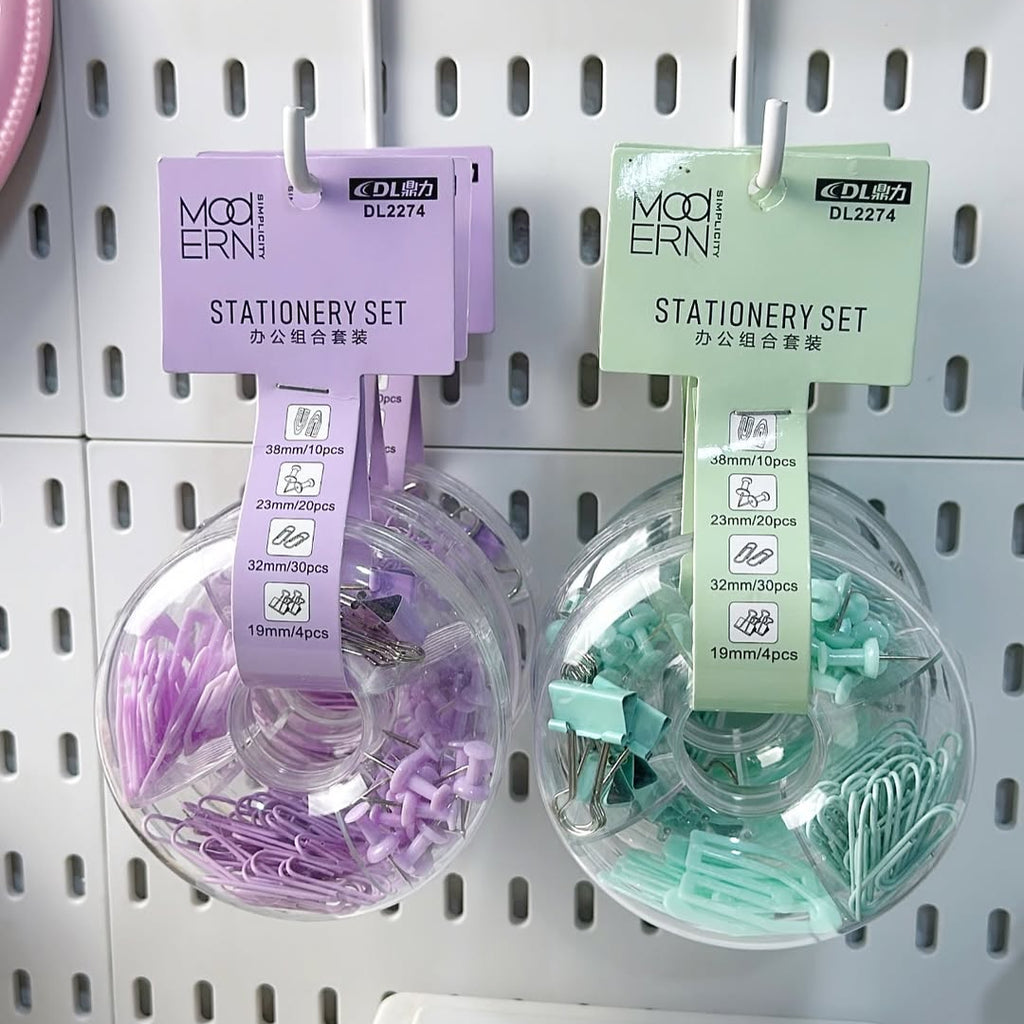 MOD
ERN
SIMPLICITY
DL鼎力
DL2274
STATIONERY SET
办公组合套装
38mm/10pcs
23mm/20pcs
32mm/30pcs
19mm/4pcs
pcs
MOD
ERN
SIMPLICITY
DL鼎力
DL2274
STATIONERY SET
办公组合套装
38mm/10pcs
23mm/20pcs
32mm/30pcs
19mm/4pcs